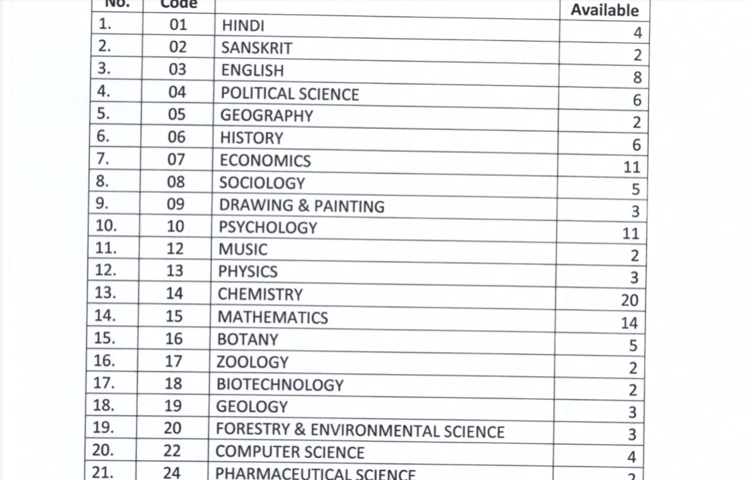 No. Code Available
1. 01 HINDI 4
2. 02 SANSKRIT 2
3. 03 ENGLISH 8
4. 04 POLITICAL SCIENCE 6
5. 05 GEOGRAPHY 2
6. 06 HISTORY 6
7. 07 ECONOMICS 11
8. 08 SOCIOLOGY 5
9. 09 DRAWING & PAINTING 3
10. 10 PSYCHOLOGY 11
11. 12 MUSIC 2
12. 13 PHYSICS 3
13. 14 CHEMISTRY 20
14. 15 MATHEMATICS 14
15. 16 BOTANY 5
16. 17 ZOOLOGY 2
17. 18 BIOTECHNOLOGY 2
18. 19 GEOLOGY 3
19. 20 FORESTRY & ENVIRONMENTAL SCIENCE 3
20. 22 COMPUTER SCIENCE 4
21. 24 PHARMACEUTICAL SCIENCE